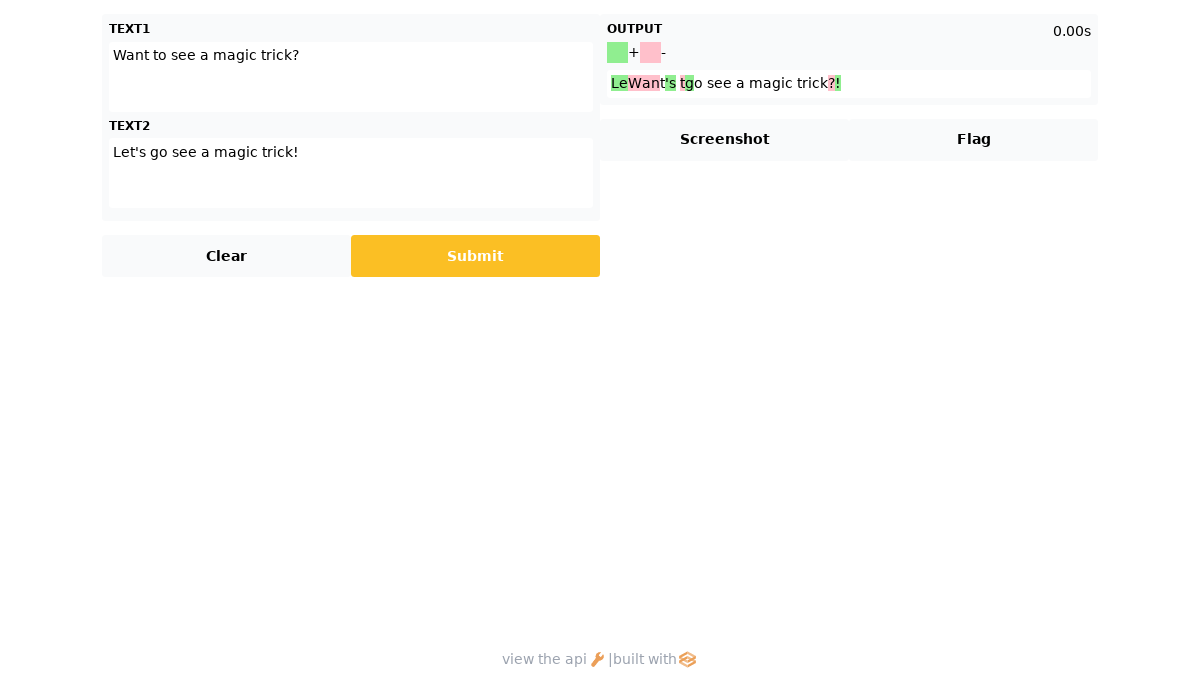 TEXT1
Want to see a magic trick?
TEXT2
Let's go see a magic trick!
Clear
Submit
OUTPUT
0.00s
+ -
LeWant's tgo see a magic trick?!
Screenshot
Flag
view the api | built with